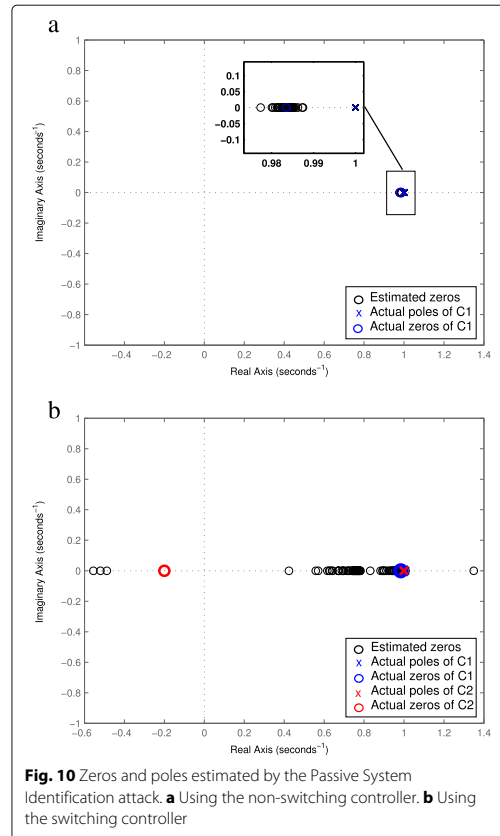 a
1
0.8
0.6
0.4
0.2
0
−0.2
−0.4
−0.6
−0.8
−1
Imaginary Axis (seconds⁻¹)
0.1
0.05
0
−0.05
−0.1
0.98 0.99 1
Estimated zeros
Actual poles of C1
Actual zeros of C1
−0.4 −0.2 0 0.2 0.4 0.6 0.8 1 1.2
Real Axis (seconds⁻¹)
b
1
0.8
0.6
0.4
0.2
0
−0.2
−0.4
−0.6
−0.8
−1
Imaginary Axis (seconds⁻¹)
Estimated zeros
Actual poles of C1
Actual zeros of C1
Actual poles of C2
Actual zeros of C2
−0.6 −0.4 −0.2 0 0.2 0.4 0.6 0.8 1 1.2 1.4
Real Axis (seconds⁻¹)
Fig. 10 Zeros and poles estimated by the Passive System
Identification attack. a Using the non-switching controller. b Using
the switching controller